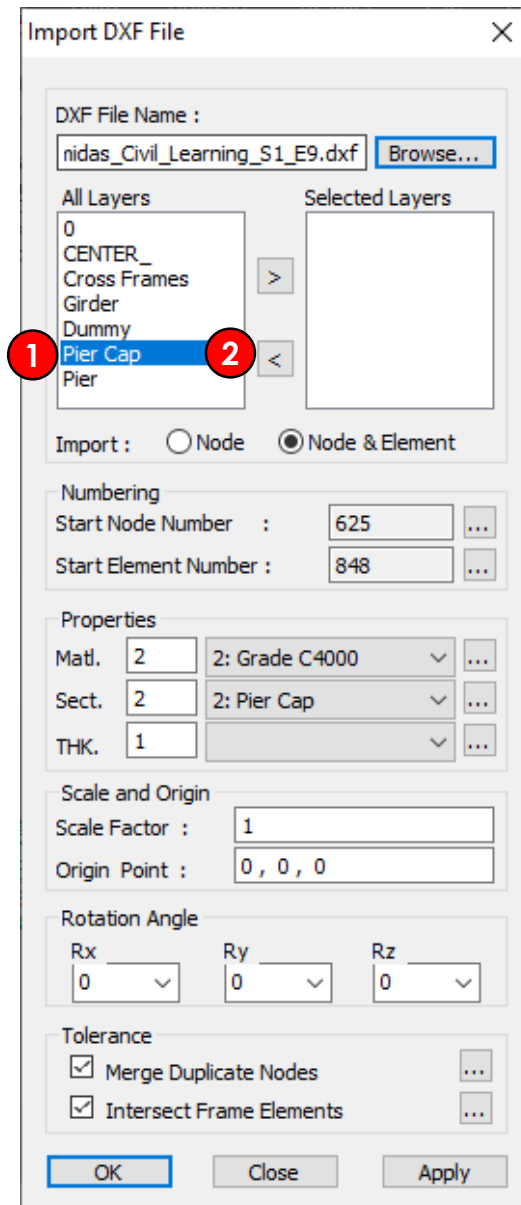 Import DXF File
DXF File Name :
nidas_Civil_Learning_S1_E9.dxf Browse...
All Layers Selected Layers
0
CENTER_
Cross Frames
>
Girder
Dummy
1 Pier Cap 2 <
Pier
Import : Node Node & Element
Numbering
Start Node Number : 625 ...
Start Element Number : 848 ...
Properties
Matl. 2 2: Grade C4000 ...
Sect. 2 2: Pier Cap ...
THK. 1 ...
Scale and Origin
Scale Factor : 1
Origin Point : 0 , 0 , 0
Rotation Angle
Rx Ry Rz
0 0 0
Tolerance
Merge Duplicate Nodes ...
Intersect Frame Elements ...
OK Close Apply